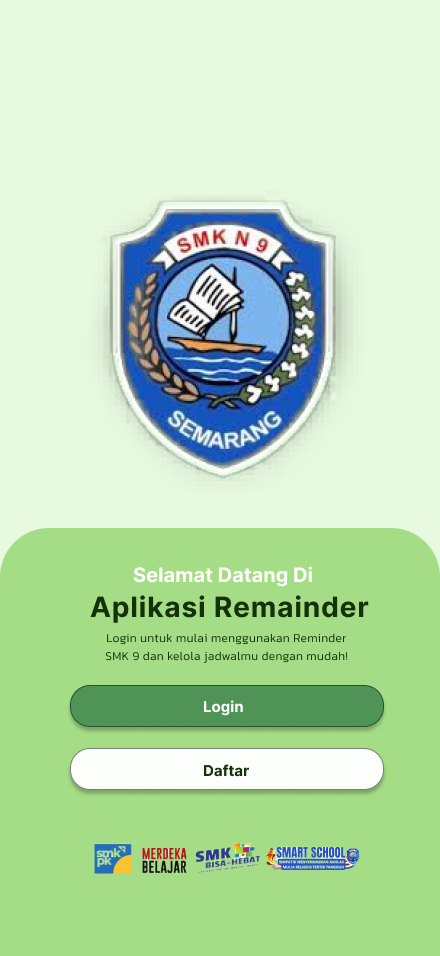 SMK N 9
SEMARANG
Selamat Datang Di
Aplikasi Remainder
Login untuk mulai menggunakan Reminder
SMK 9 dan kelola jadwalmu dengan mudah!
Login
Daftar
smk
pk
MERDEKA
BELAJAR
SMK
BISA-HEBAT
SMART SCHOOL